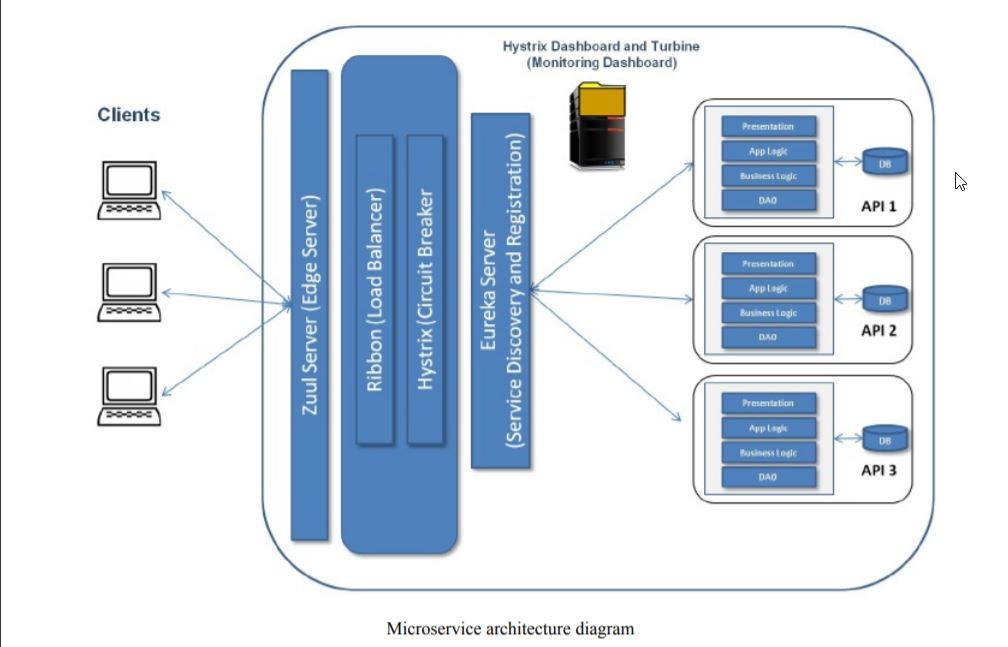 Hystrix Dashboard and Turbine
(Monitoring Dashboard)
Clients
Zuul Server (Edge Server)
Ribbon (Load Balancer)
Hystrix (Circuit Breaker
Eureka Server
(Service Discovery and Registration)
Presentation
App Logic
Business Logic
DAO
DB
API 1
Presentation
App Logic
Business Logic
DAO
DB
API 2
Presentation
App Logic
Business Logic
DAO
DB
API 3
Microservice architecture diagram